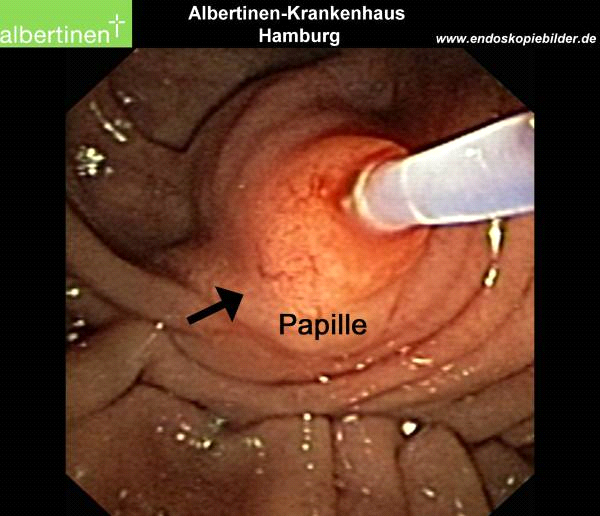 albertinen
Albertinen-Krankenhaus
Hamburg
www.endoskopiebilder.de
Papille